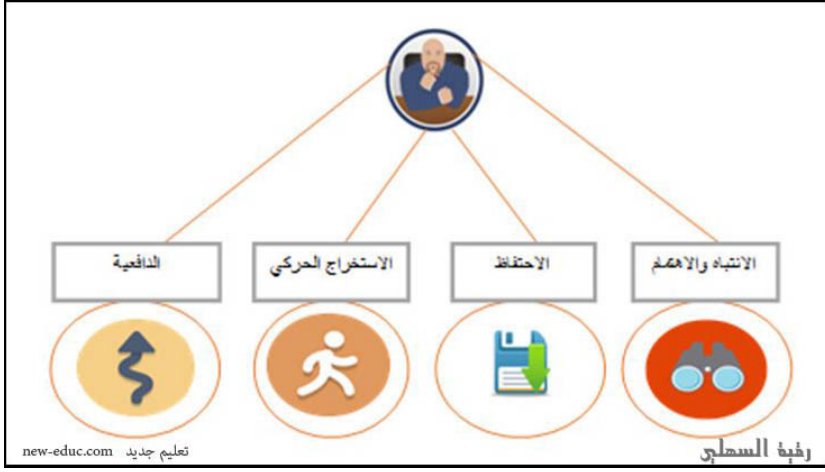 الانتباه والاهتمام
الاحتفاظ
الاستخراج الحركي
الدافعية
رقية السهلي
تعليم جديد new-educ.com